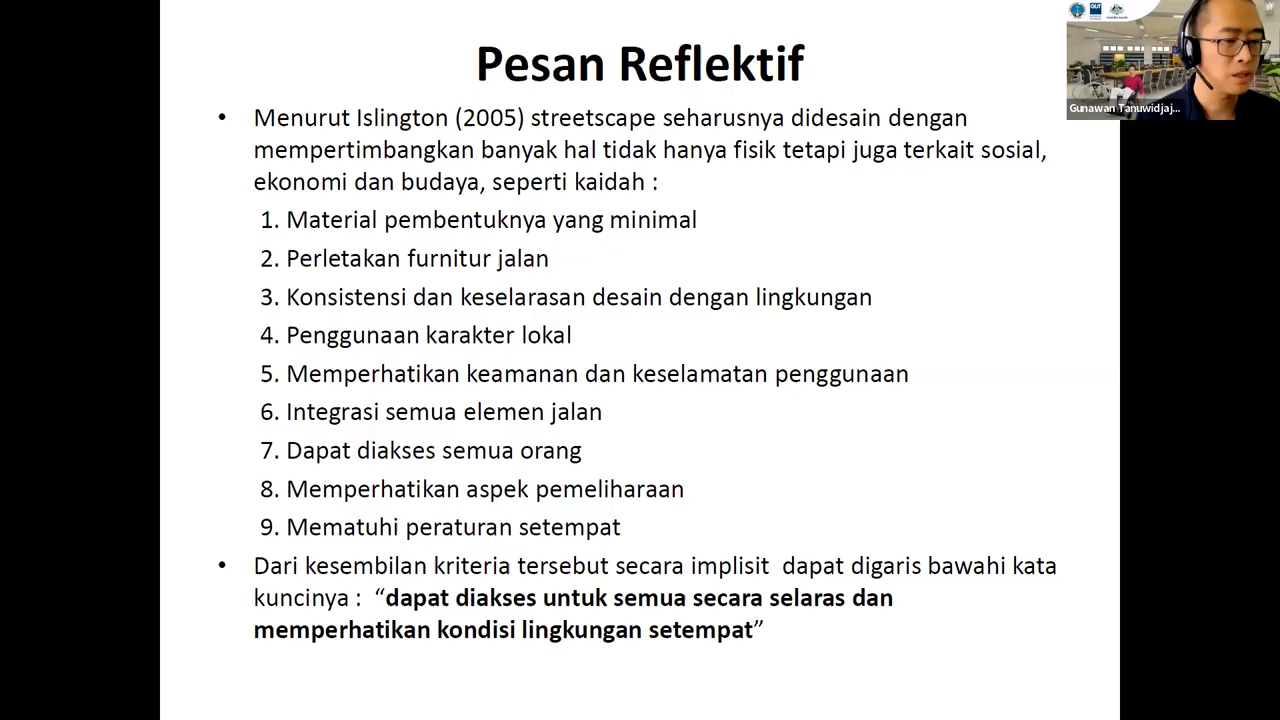 Pesan Reflektif
• Menurut Islington (2005) streetscape seharusnya didesain dengan
mempertimbangkan banyak hal tidak hanya fisik tetapi juga terkait sosial,
ekonomi dan budaya, seperti kaidah :
1. Material pembentuknya yang minimal
2. Perletakan furnitur jalan
3. Konsistensi dan keselarasan desain dengan lingkungan
4. Penggunaan karakter lokal
5. Memperhatikan keamanan dan keselamatan penggunaan
6. Integrasi semua elemen jalan
7. Dapat diakses semua orang
8. Memperhatikan aspek pemeliharaan
9. Mematuhi peraturan setempat
• Dari kesembilan kriteria tersebut secara implisit  dapat digaris bawahi kata
kuncinya :  “dapat diakses untuk semua secara selaras dan
memperhatikan kondisi lingkungan setempat”
QUT
Gunawan Tanuwidjaj...